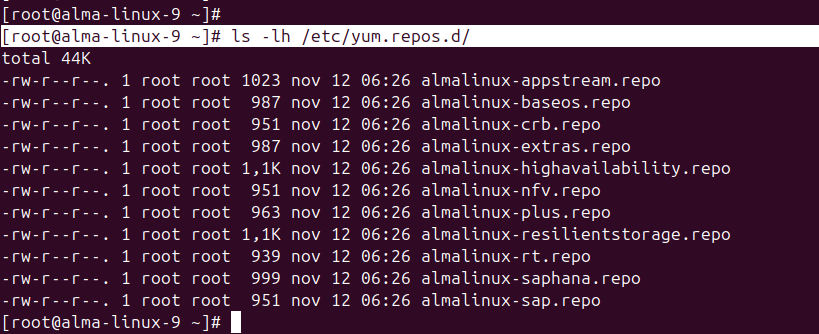 [root@alma-linux-9 ~]#
[root@alma-linux-9 ~]# ls -lh /etc/yum.repos.d/
total 44K
-rw-r--r--. 1 root root 1023 nov 12 06:26 almalinux-appstream.repo
-rw-r--r--. 1 root root  987 nov 12 06:26 almalinux-baseos.repo
-rw-r--r--. 1 root root  951 nov 12 06:26 almalinux-crb.repo
-rw-r--r--. 1 root root  987 nov 12 06:26 almalinux-extras.repo
-rw-r--r--. 1 root root 1,1K nov 12 06:26 almalinux-highavailability.repo
-rw-r--r--. 1 root root  951 nov 12 06:26 almalinux-nfv.repo
-rw-r--r--. 1 root root  963 nov 12 06:26 almalinux-plus.repo
-rw-r--r--. 1 root root 1,1K nov 12 06:26 almalinux-resilientstorage.repo
-rw-r--r--. 1 root root  939 nov 12 06:26 almalinux-rt.repo
-rw-r--r--. 1 root root  999 nov 12 06:26 almalinux-saphana.repo
-rw-r--r--. 1 root root  951 nov 12 06:26 almalinux-sap.repo
[root@alma-linux-9 ~]#